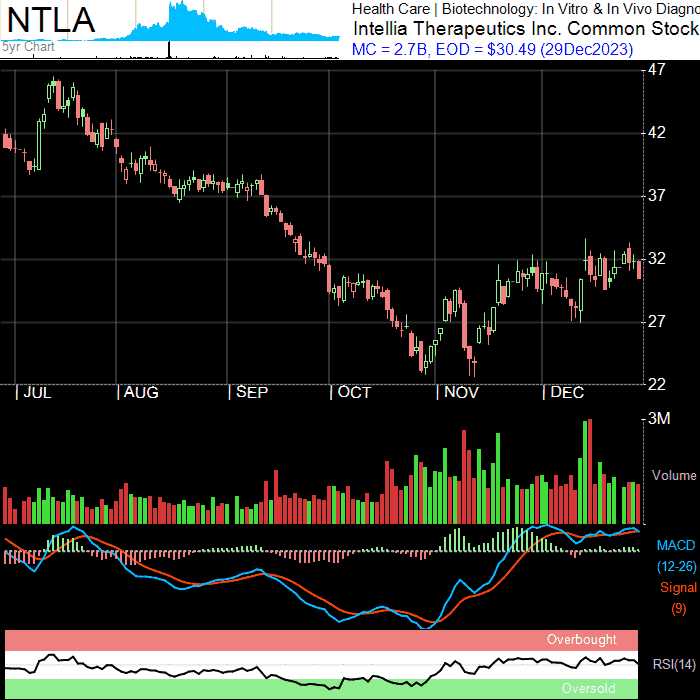 NTLA
5yr Chart
Health Care | Biotechnology: In Vitro & In Vivo Diagno
Intellia Therapeutics Inc. Common Stock
MC = 2.7B, EOD = $30.49 (29Dec2023)
47
42
37
32
27
22
| JUL | AUG | SEP | OCT | NOV | DEC
3M
Volume
MACD
(12-26)
Signal
(9)
Overbought
RSI(14)
Oversold